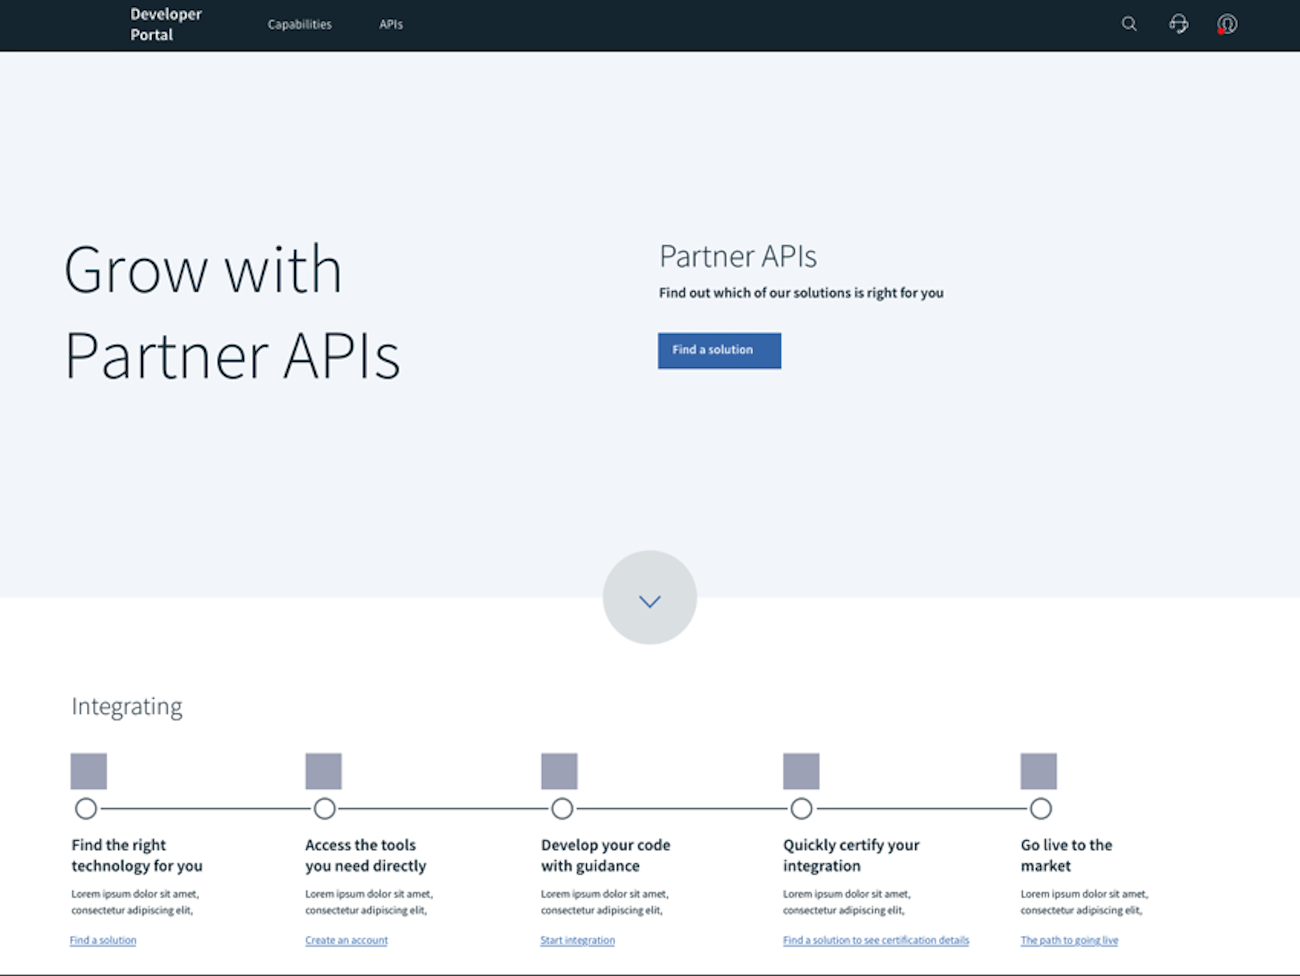 Developer
Portal
Capabilities
APIs
Grow with
Partner APIs
Partner APIs
Find out which of our solutions is right for you
Find a solution
Integrating
Find the right
technology for you
Lorem ipsum dolor sit amet,
consectetur adipiscing elit,
Find a solution
Access the tools
you need directly
Lorem ipsum dolor sit amet,
consectetur adipiscing elit,
Create an account
Develop your code
with guidance
Lorem ipsum dolor sit amet,
consectetur adipiscing elit,
Start integration
Quickly certify your
integration
Lorem ipsum dolor sit amet,
consectetur adipiscing elit,
Find a solution to see certification details
Go live to the
market
Lorem ipsum dolor sit amet,
consectetur adipiscing elit,
The path to going live